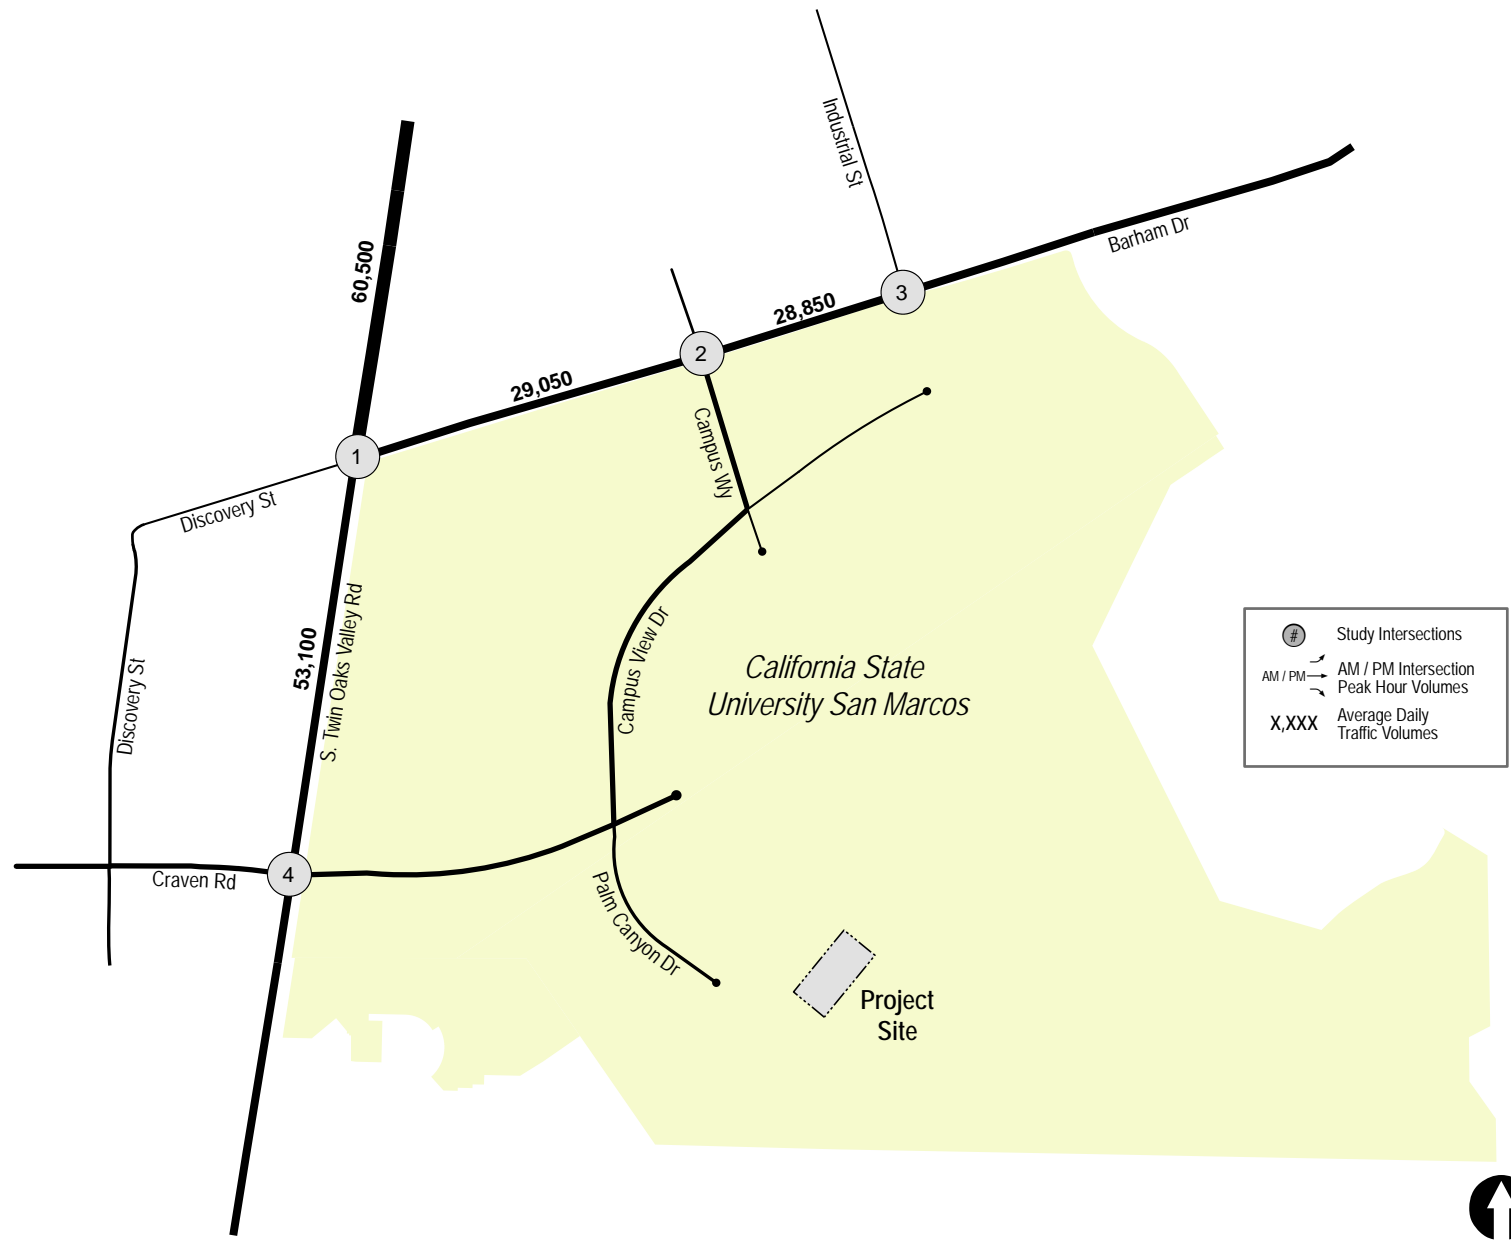 Industrial St
Barham Dr
60,500
28,850
3
2
29,050
1
Campus Wy
Discovery St
S. Twin Oaks Valley Rd
53,100
Discovery St
Campus View Dr
California State
University San Marcos
#
Study Intersections
AM / PM
AM / PM Intersection
Peak Hour Volumes
X,XXX
Average Daily
Traffic Volumes
4
Craven Rd
Palm Canyon Dr
Project
Site